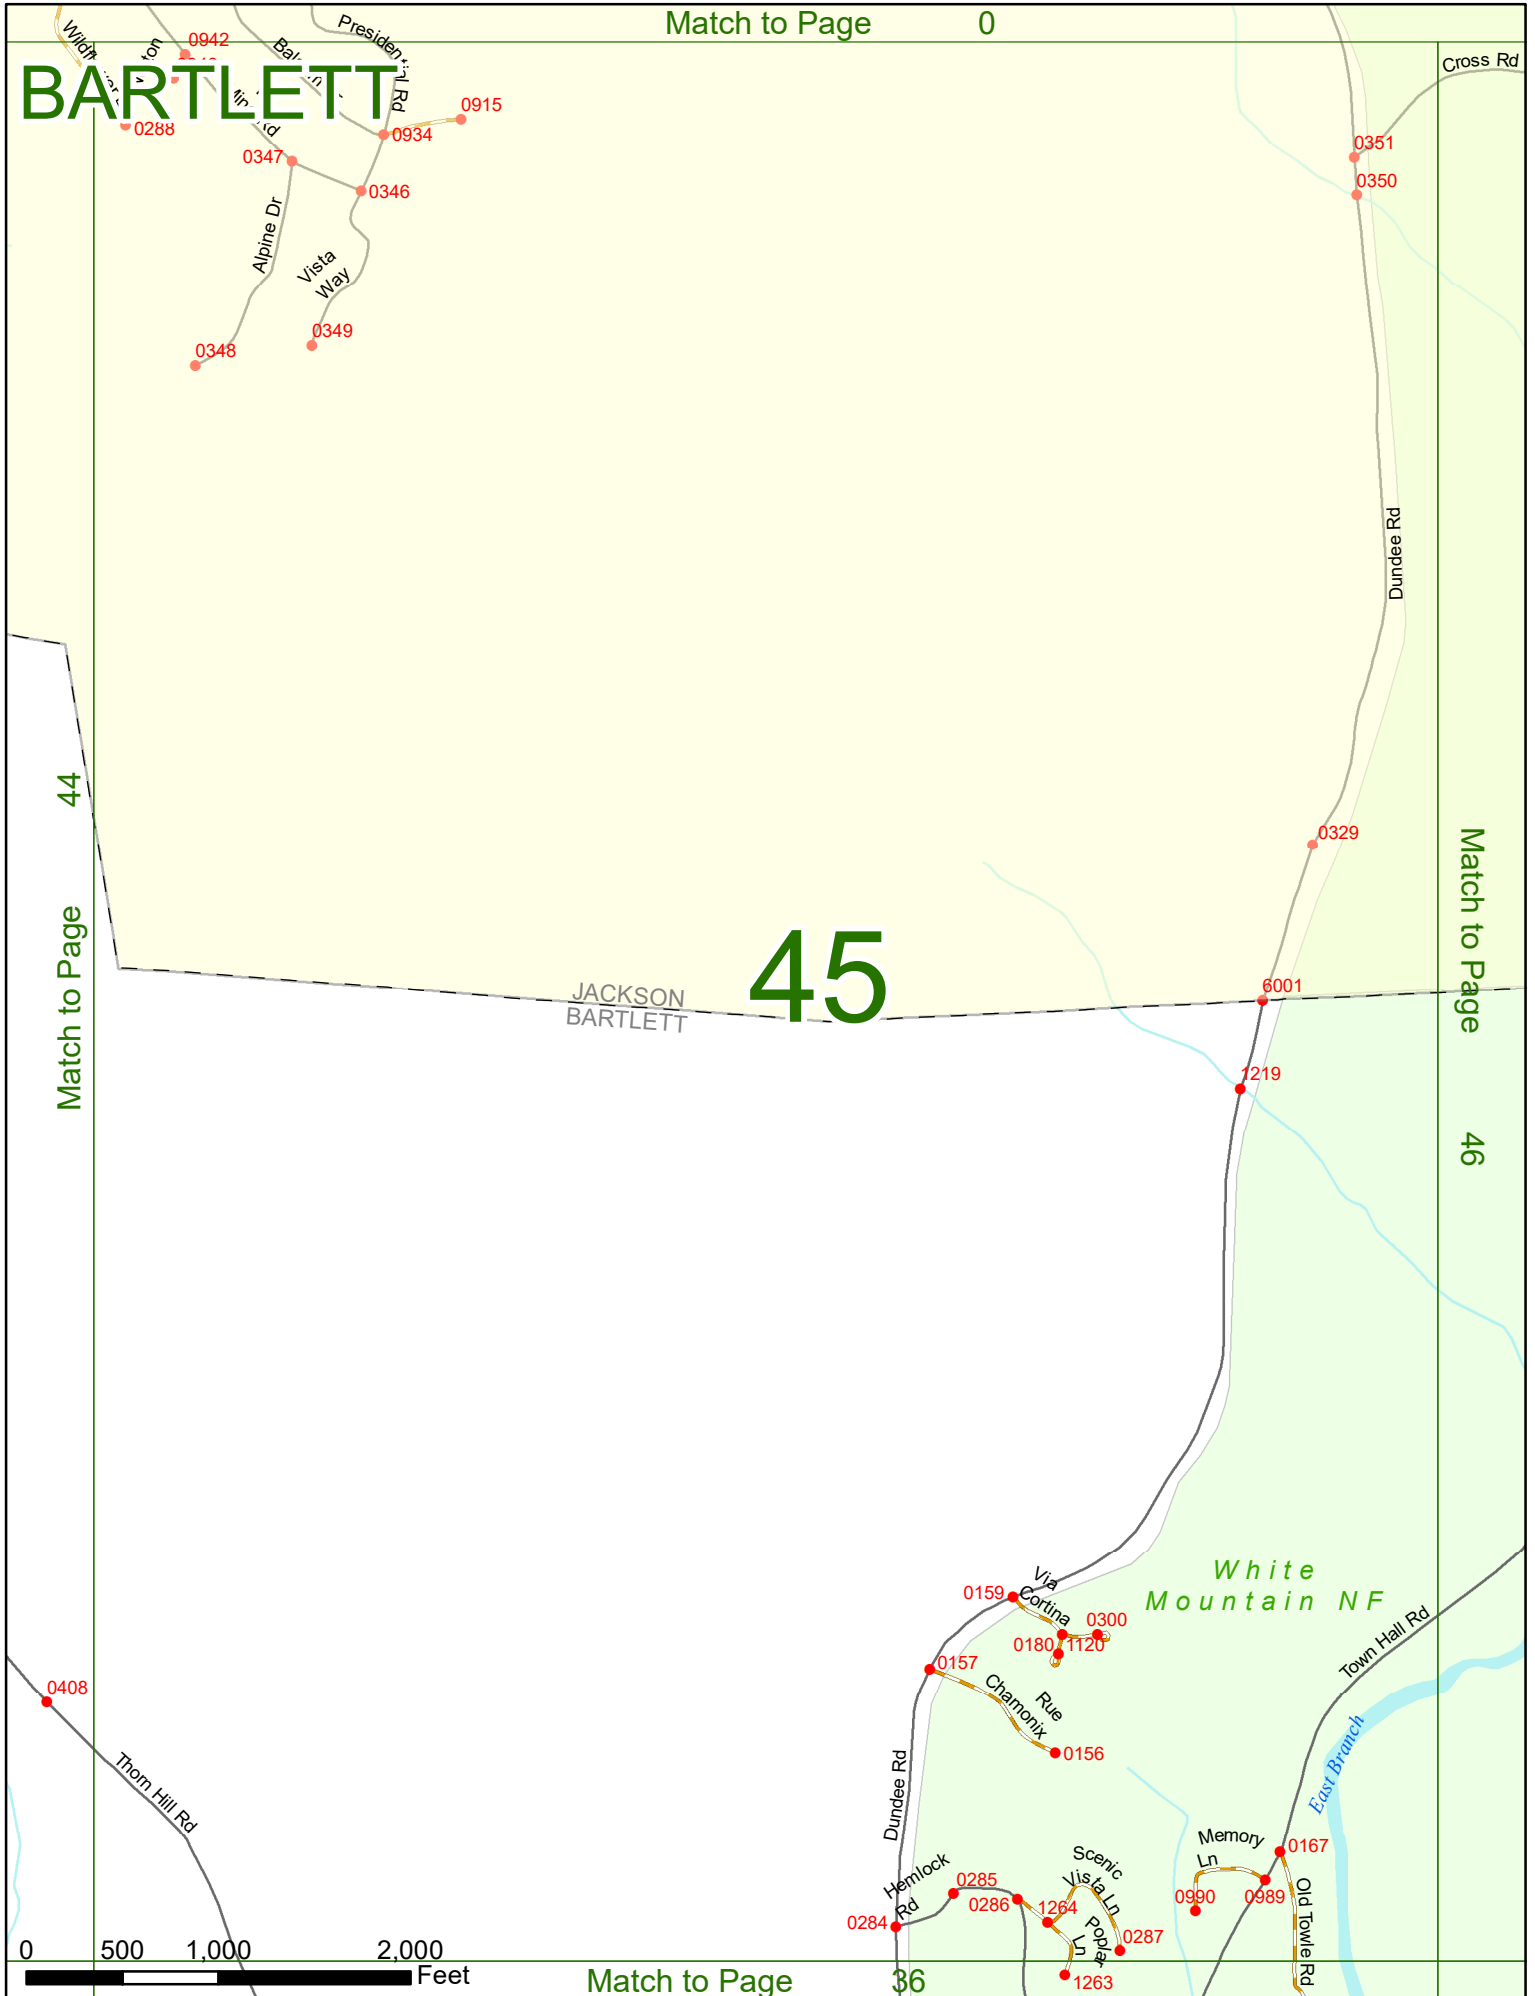 Match to Page 0
BARTLETT
Presidential Rd
Cross Rd
0942
0915
0288
0934
0347
0346
0351
0350
Alpine Dr
Vista
Way
0349
0348
Dundee Rd
44
Match to Page
0329
Match to Page
46
45
JACKSON
BARTLETT
6001
1219
White
Mountain NF
Via
Cortina
0159
0300
0180
1120
0157
Rue
Chamonix
0156
Town Hall Rd
East Branch
0408
Thorn Hill Rd
Dundee Rd
Memory
Ln
0167
Scenic
Vista Ln
Hemlock
Rd
0285
0286
1264
0990
0989
0284
Poplar
Ln
0287
Old Towle Rd
1263
0 500 1,000 2,000
Feet
Match to Page 36